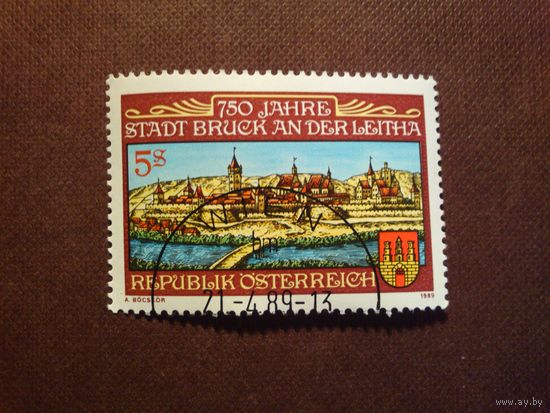 750 JAHRE
STADT BRUCK AN DER LEITHA
5S
REPUBLIK ÖSTERREICH
A. BÖCSKÖR
1989
21.-4.89-13
www.ay.by